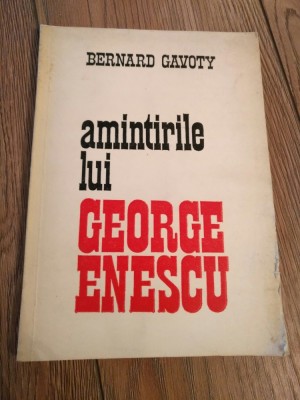 BERNARD GAVOTY
amintirile
lui
GEORGE
ENESCU